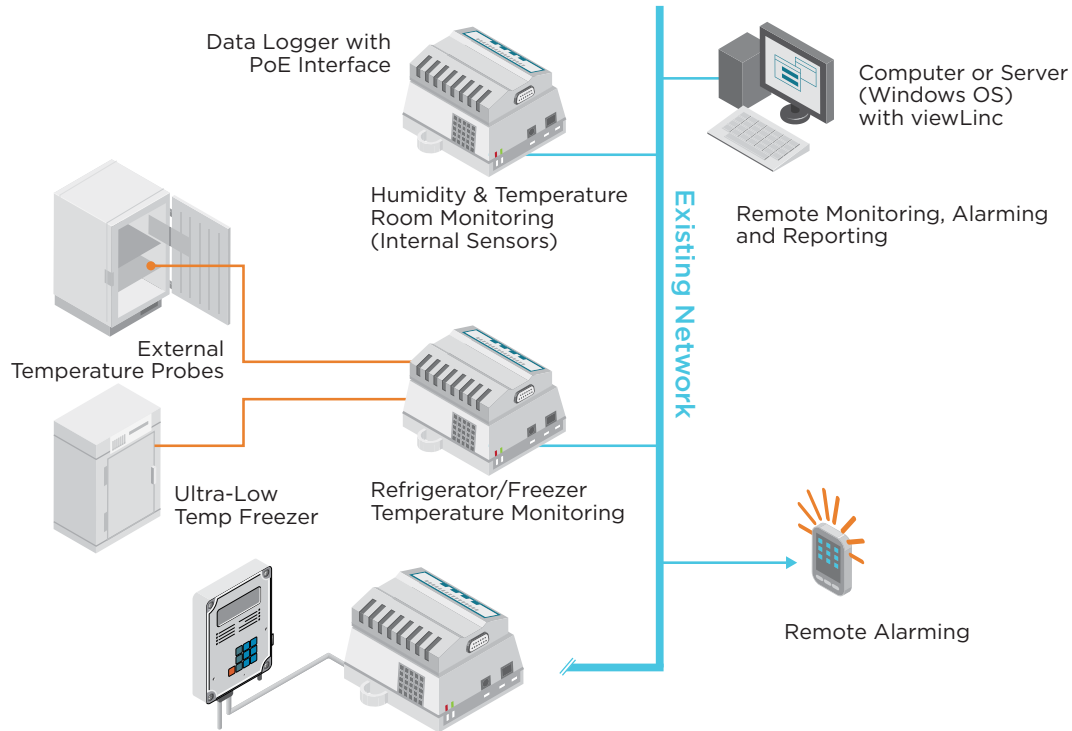 Data Logger with
PoE Interface
Computer or Server
(Windows OS)
with viewLinc
Humidity & Temperature
Room Monitoring
(Internal Sensors)
Remote Monitoring, Alarming
and Reporting
Existing Network
External
Temperature Probes
Ultra-Low
Temp Freezer
Refrigerator/Freezer
Temperature Monitoring
Remote Alarming